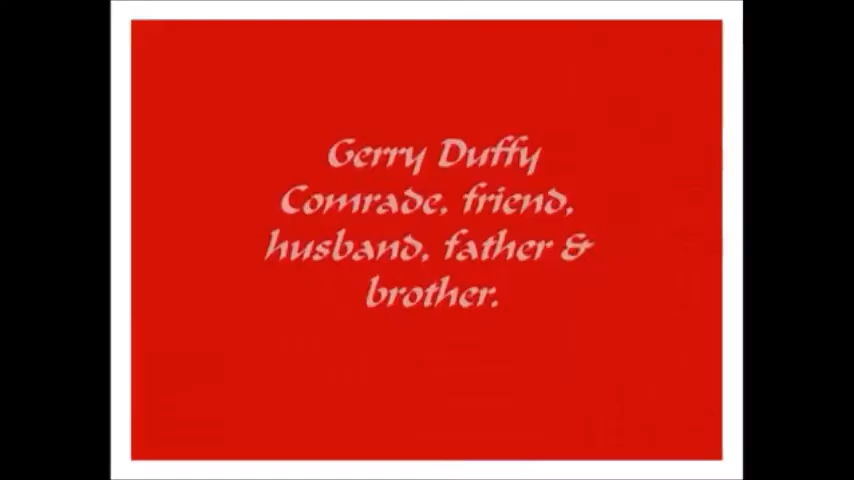 Gerry Duffy
Comrade, friend,
husband, father &
brother.